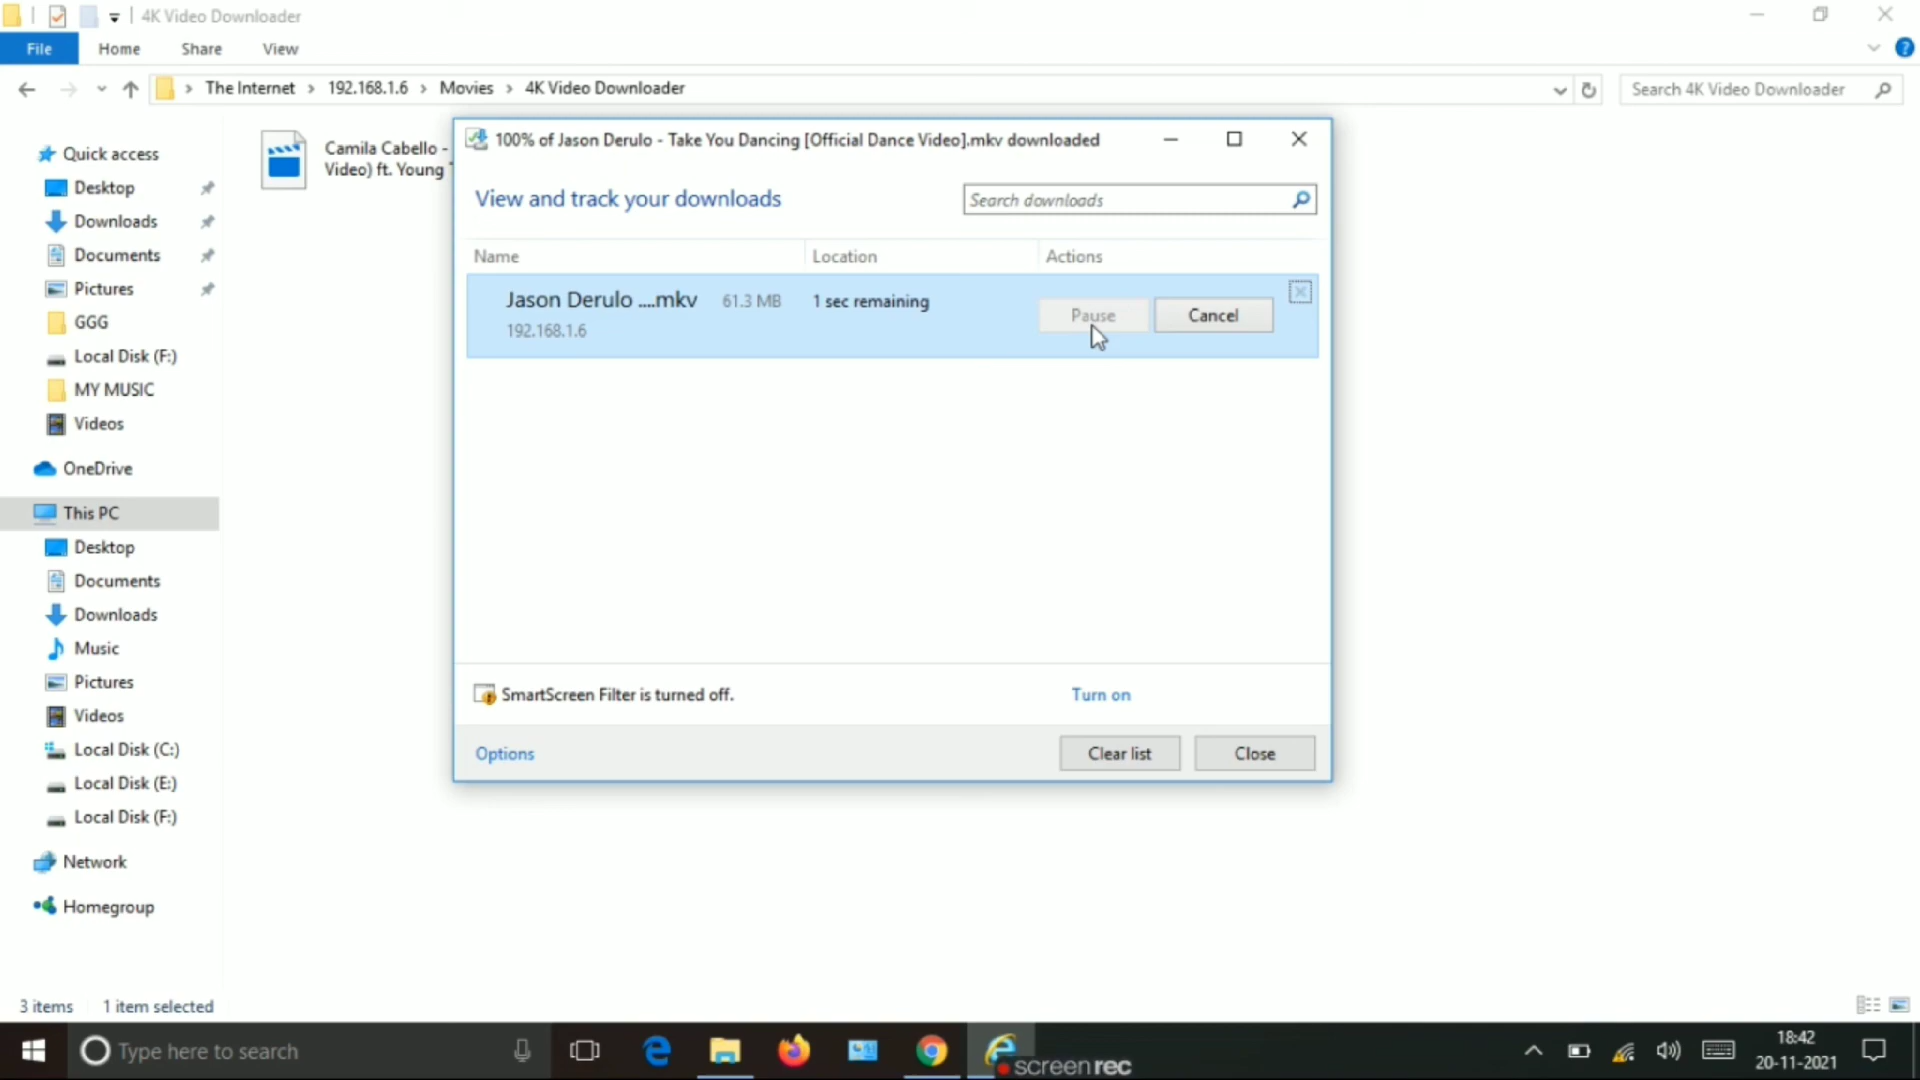 4K Video Downloader
File
Home
Share
View
The Internet > 192.168.1.6 > Movies > 4K Video Downloader
Search 4K Video Downloader
Quick access
Desktop
Downloads
Documents
Pictures
GGG
Local Disk (F:)
MY MUSIC
Videos
OneDrive
This PC
Desktop
Documents
Downloads
Music
Pictures
Videos
Local Disk (C:)
Local Disk (E:)
Local Disk (F:)
Network
Homegroup
Camila Cabello -
Video) ft. Young
100% of Jason Derulo - Take You Dancing [Official Dance Video].mkv downloaded
View and track your downloads
Search downloads
Name
Location
Actions
Jason Derulo ....mkv
61.3 MB
1 sec remaining
Pause
Cancel
192.168.1.6
SmartScreen Filter is turned off.
Turn on
Options
Clear list
Close
3 items
1 item selected
Type here to search
screenrec
18:42
20-11-2021